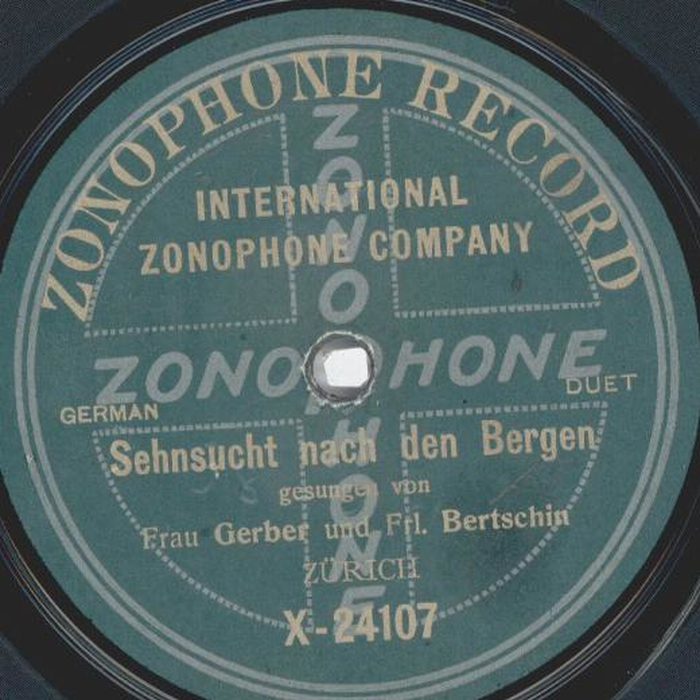 ZONOPHONE RECORD
INTERNATIONAL
ZONOPHONE COMPANY
ZONOPHONE
ZONOPHONE
GERMAN
DUET
Sehnsucht nach den Bergen
gesungen von
Frau Gerber und Frl. Bertschin
ZÜRICH
X-24107